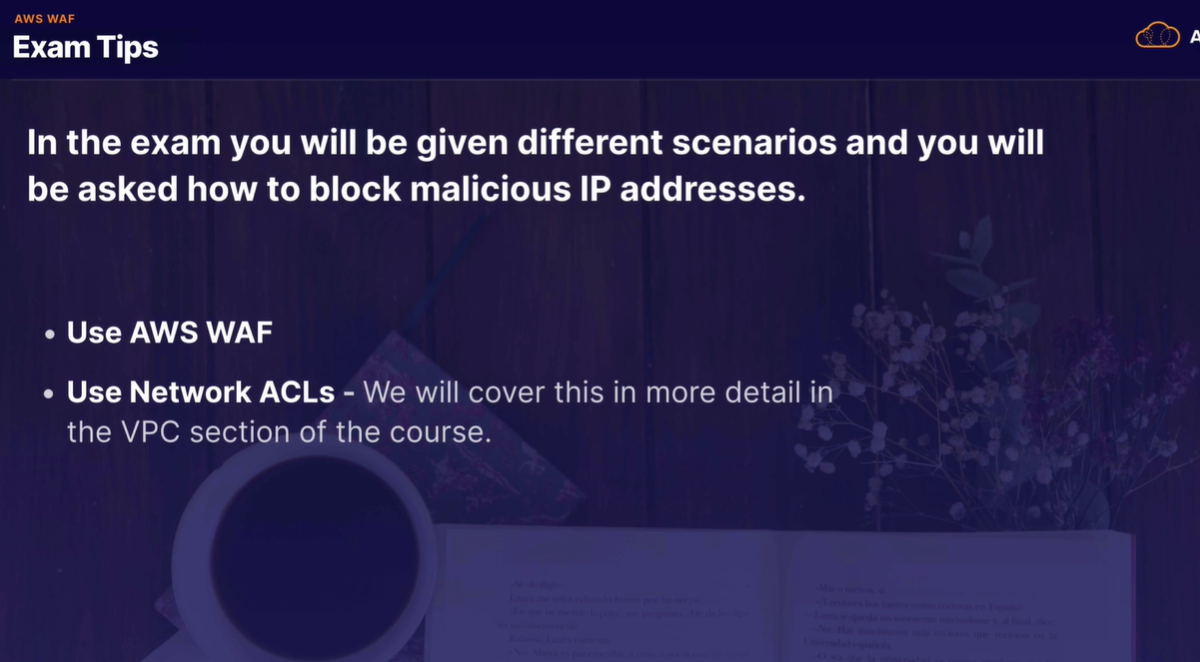 AWS WAF
Exam Tips
A
In the exam you will be given different scenarios and you will
be asked how to block malicious IP addresses.
• Use AWS WAF
• Use Network ACLs - We will cover this in more detail in
the VPC section of the course.